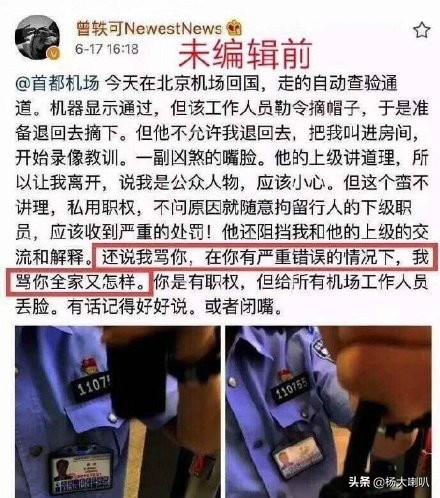 曾轶可NewestNews
6-17 16:18
未编辑前
@首都机场 今天在北京机场回国，走的自动查验通
道。机器显示通过，但该工作人员勒令摘帽子，于是准
备退回去摘下。但他不允许我退回去，把我叫进房间，
开始录像教训。一副凶煞的嘴脸。他的上级讲道理，所
以让我离开，说我是公众人物，应该小心。但这个蛮不
讲理，私用职权，不问原因就随意拘留行人的下级职
员，应该收到严重的处罚！他还阻挡我和他的上级的交
流和解释。还说我骂你，在你有严重错误的情况下，我
骂你全家又怎样。你是有职权，但给所有机场工作人员
丢脸。有话记得好好说。或者闭嘴。
110755
110755
头条 @杨大喇叭